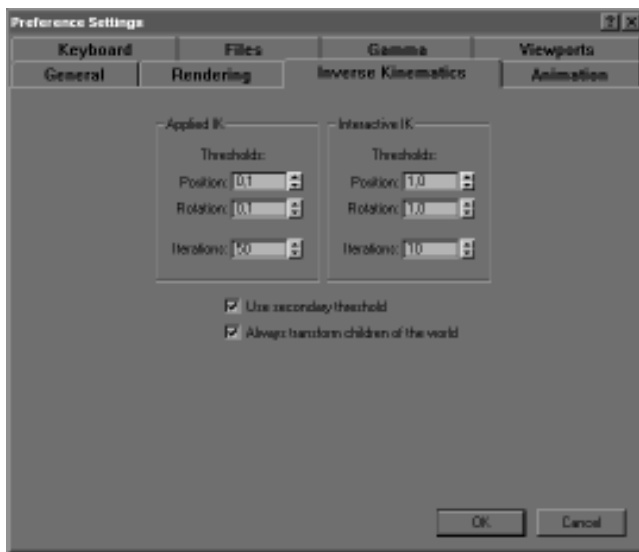 Preference Settings
Keyboard Files Gamma Viewports
General Rendering Inverse Kinematics Animation
Applied IK Interactive IK
Thresholds: Thresholds:
Position: 0,1 Position: 1,0
Rotation: 0,1 Rotation: 1,0
Iterations: 50 Iterations: 10
Use secondary threshold
Always transform children of the world
OK Cancel